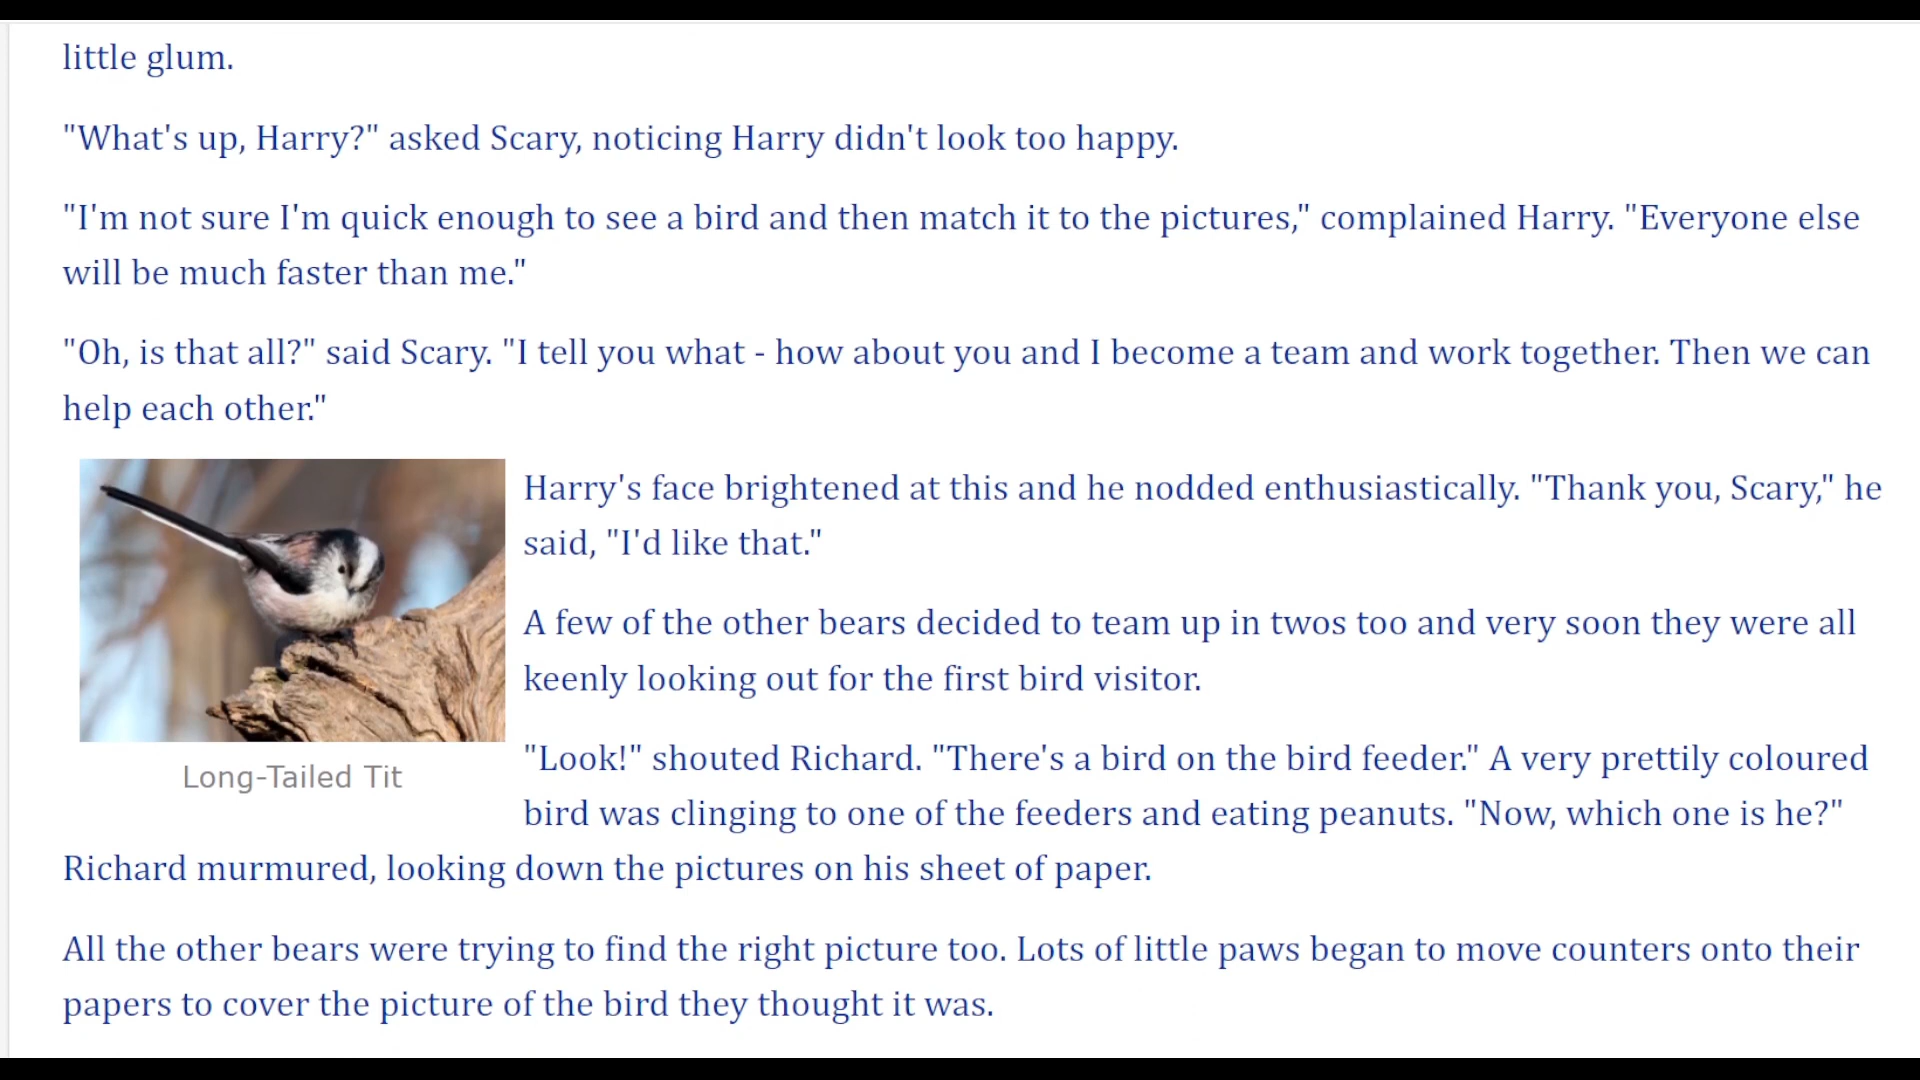 little glum.
"What's up, Harry?" asked Scary, noticing Harry didn't look too happy.
"I'm not sure I'm quick enough to see a bird and then match it to the pictures," complained Harry. "Everyone else
will be much faster than me."
"Oh, is that all?" said Scary. "I tell you what - how about you and I become a team and work together. Then we can
help each other."
Harry's face brightened at this and he nodded enthusiastically. "Thank you, Scary," he
said, "I'd like that."
A few of the other bears decided to team up in twos too and very soon they were all
keenly looking out for the first bird visitor.
Long-Tailed Tit
"Look!" shouted Richard. "There's a bird on the bird feeder." A very prettily coloured
bird was clinging to one of the feeders and eating peanuts. "Now, which one is he?"
Richard murmured, looking down the pictures on his sheet of paper.
All the other bears were trying to find the right picture too. Lots of little paws began to move counters onto their
papers to cover the picture of the bird they thought it was.